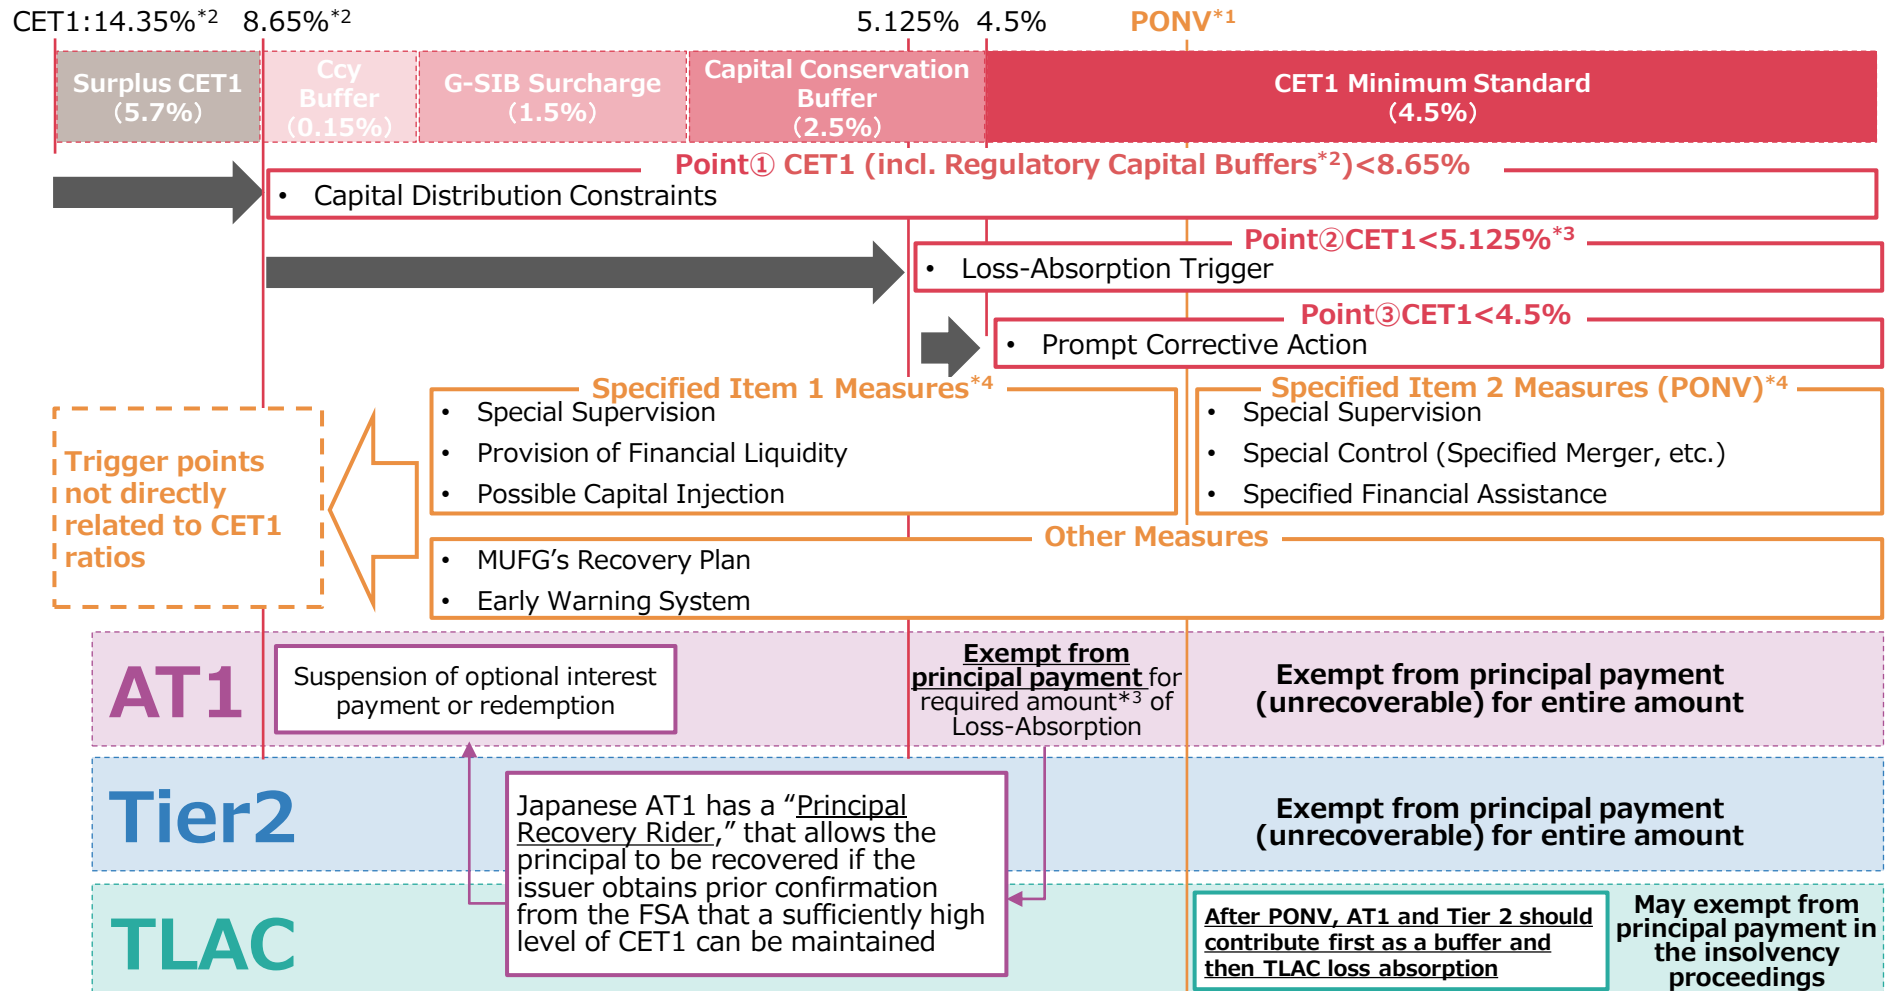 CET1:14.35%*2 8.65%*2 5.125% 4.5% PONV*1
Surplus CET1
(5.7%)
Ccy
Buffer
(0.15%)
G-SIB Surcharge
(1.5%)
Capital Conservation
Buffer
(2.5%)
CET1 Minimum Standard
(4.5%)
Point① CET1 (incl. Regulatory Capital Buffers*2)<8.65%
• Capital Distribution Constraints
Point②CET1<5.125%*3
• Loss-Absorption Trigger
Point③CET1<4.5%
• Prompt Corrective Action
Specified Item 1 Measures*4
• Special Supervision
• Provision of Financial Liquidity
• Possible Capital Injection
Specified Item 2 Measures (PONV)*4
• Special Supervision
• Special Control (Specified Merger, etc.)
• Specified Financial Assistance
Trigger points
not directly
related to CET1
ratios
Other Measures
• MUFG’s Recovery Plan
• Early Warning System
AT1
Suspension of optional interest
payment or redemption
Exempt from
principal payment for
required amount*3 of
Loss-Absorption
Exempt from principal payment
(unrecoverable) for entire amount
Tier2
Japanese AT1 has a “Principal
Recovery Rider,” that allows the
principal to be recovered if the
issuer obtains prior confirmation
from the FSA that a sufficiently high
level of CET1 can be maintained
Exempt from principal payment
(unrecoverable) for entire amount
TLAC
After PONV, AT1 and Tier 2 should
contribute first as a buffer and
then TLAC loss absorption
May exempt from
principal payment in
the insolvency
proceedings